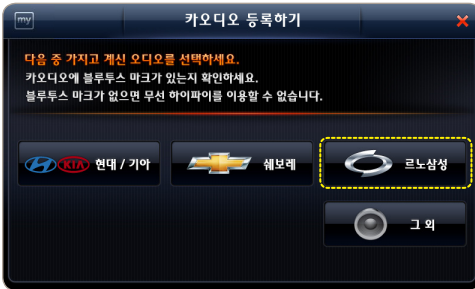 my
카오디오 등록하기
다음 중 가지고 계신 오디오를 선택하세요.
카오디오에 블루투스 마크가 있는지 확인하세요.
블루투스 마크가 없으면 무선 하이파이를 이용할 수 없습니다.
KIA 현대 / 기아
쉐보레
르노삼성
그 외